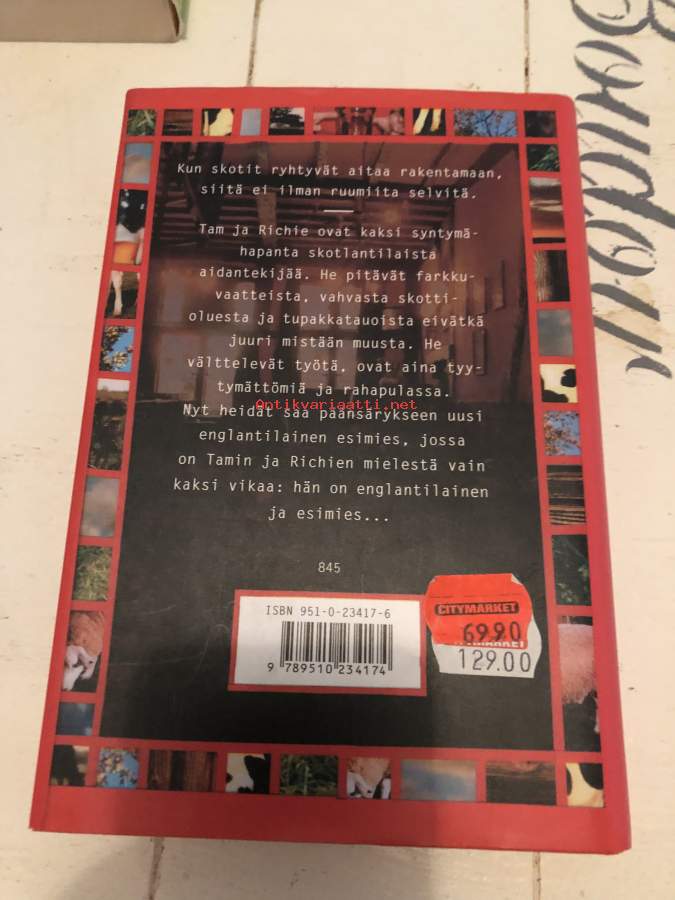 Boudoir
Kun skotit ryhtyvät aitaa rakentamaan,
siitä ei ilman ruumiita selvitä.
Tam ja Richie ovat kaksi syntymä-
hapanta skotlantilaista
aidantekijää. He pitävät farkku-
vaatteista, vahvasta skotti-
oluesta ja tupakkatauoista eivätkä
juuri mistään muusta. He
välttelevät työtä, ovat aina tyy-
tymättömiä ja rahapulassa.
Antikvariaatti.net
Nyt heidät saa päänsärykseen uusi
englantilainen esimies, jossa
on Tamin ja Richien mielestä vain
kaksi vikaa: hän on englantilainen
ja esimies...
845
ISBN 951-0-23417-6
9 789510 234174
CITYMARKET
69.90
129.00